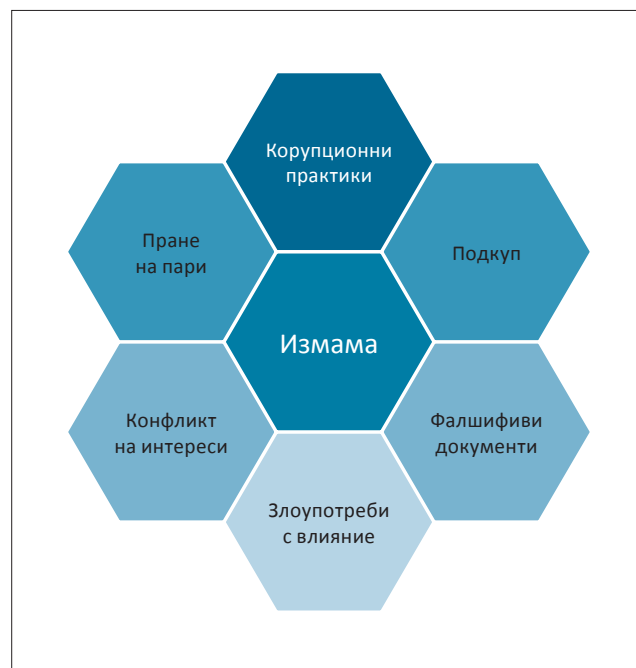 Корупционни
практики
Пране
на пари
Подкуп
Измама
Конфликт
на интереси
Фалшифиви
документи
Злоупотреби
с влияние